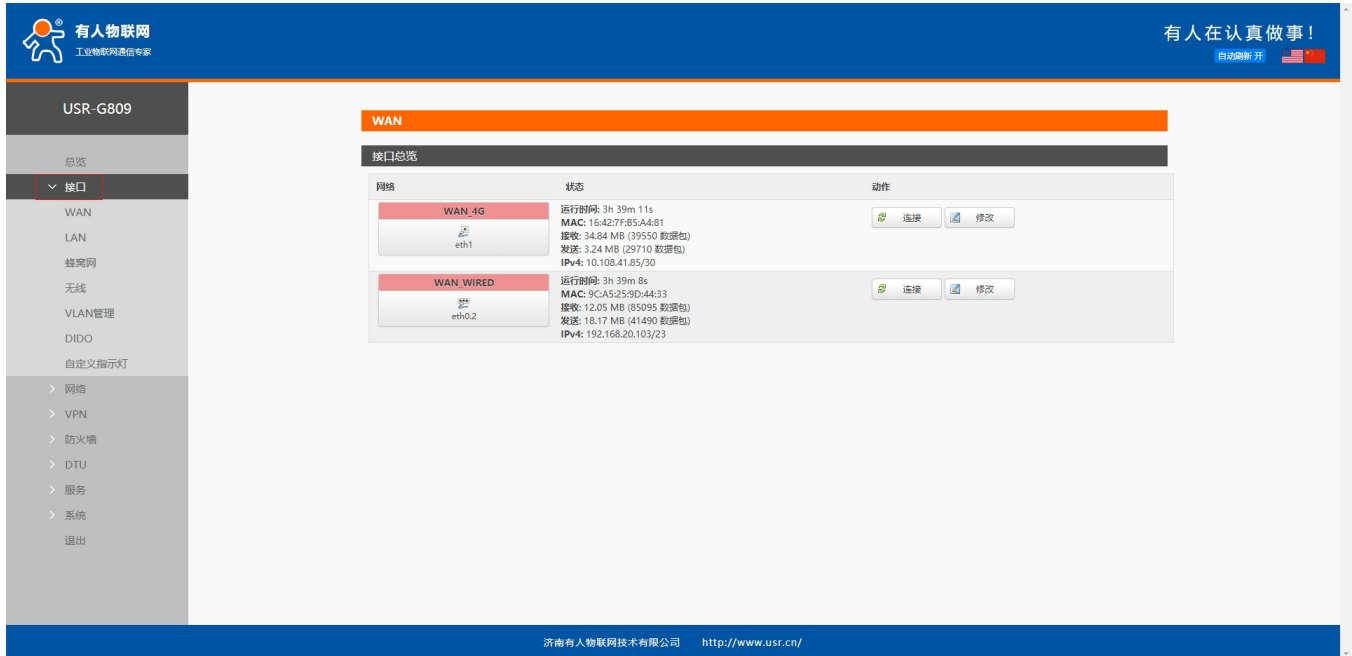 有人物联网
工业物联网通信专家
有人在认真做事！
自动刷新 开
USR-G809
总览
接口
WAN
LAN
蜂窝网
无线
VLAN管理
DIDO
自定义指示灯
网络
VPN
防火墙
DTU
服务
系统
退出
WAN
接口总览
网络 状态 动作
WAN_4G
eth1
运行时间: 3h 39m 11s
MAC: 16:42:7F:B5:A4:81
接收: 34.84 MB (39550 数据包)
发送: 3.24 MB (29710 数据包)
IPv4: 10.108.41.85/30
连接 修改
WAN_WIRED
eth0.2
运行时间: 3h 39m 8s
MAC: 9C:A5:25:9D:44:33
接收: 12.05 MB (85095 数据包)
发送: 18.17 MB (41490 数据包)
IPv4: 192.168.20.103/23
连接 修改
济南有人物联网技术有限公司 http://www.usr.cn/